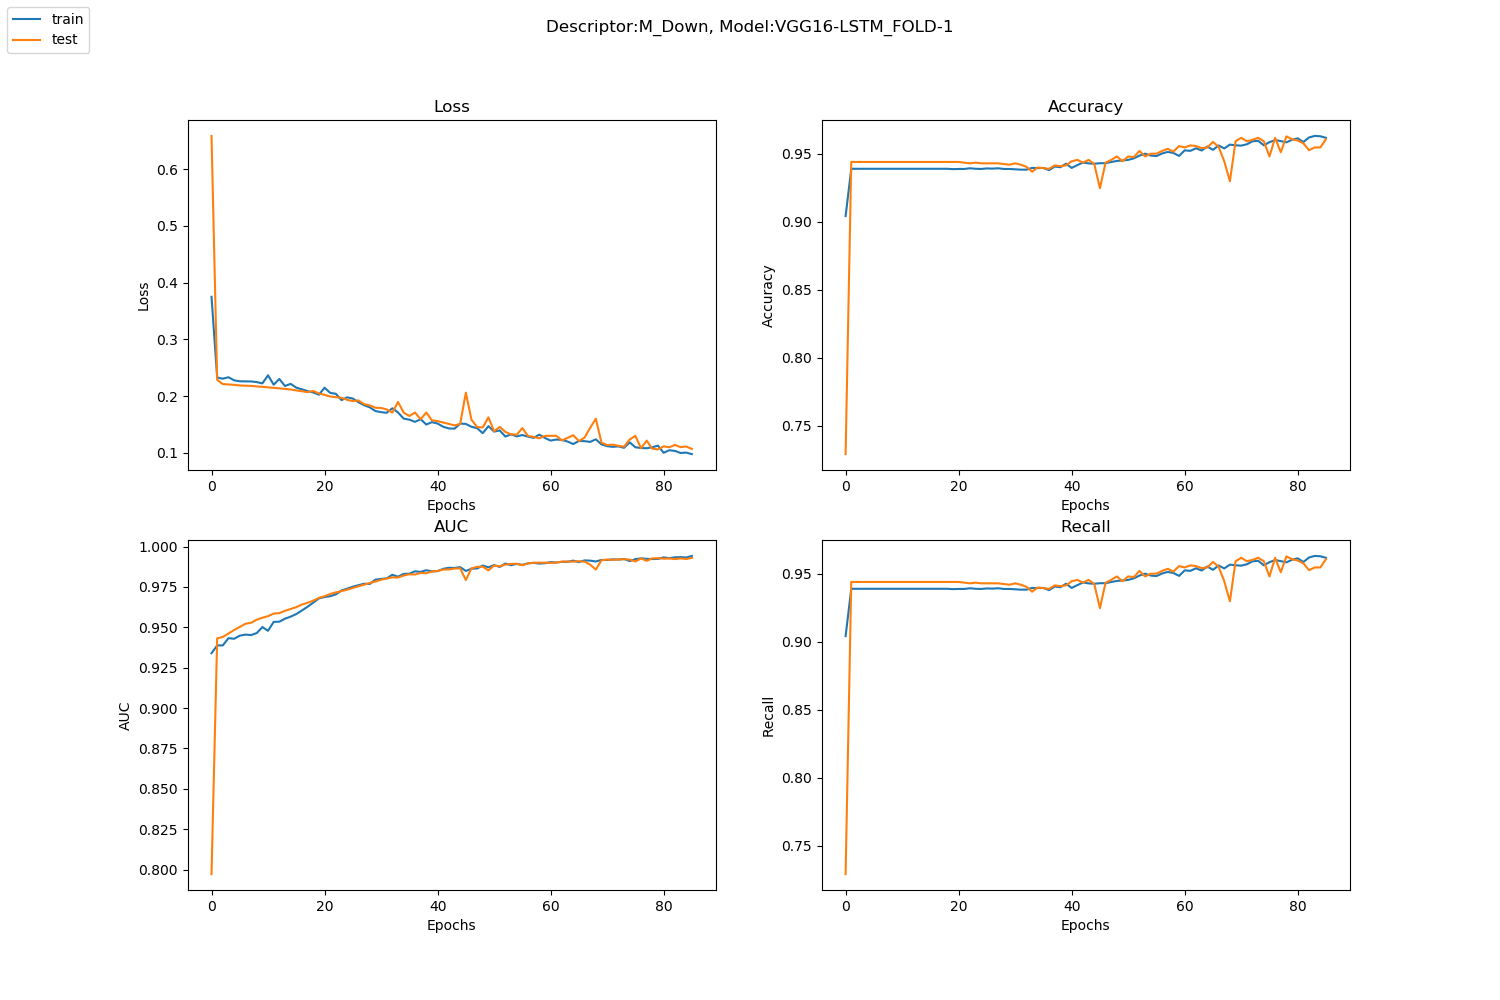 train
test
Descriptor:M_Down, Model:VGG16-LSTM_FOLD-1
Loss
Loss
0.6
0.5
0.4
0.3
0.2
0.1
0 20 40 60 80
Epochs
Accuracy
Accuracy
0.95
0.90
0.85
0.80
0.75
0 20 40 60 80
Epochs
AUC
AUC
1.000
0.975
0.950
0.925
0.900
0.875
0.850
0.825
0.800
0 20 40 60 80
Epochs
Recall
Recall
0.95
0.90
0.85
0.80
0.75
0 20 40 60 80
Epochs